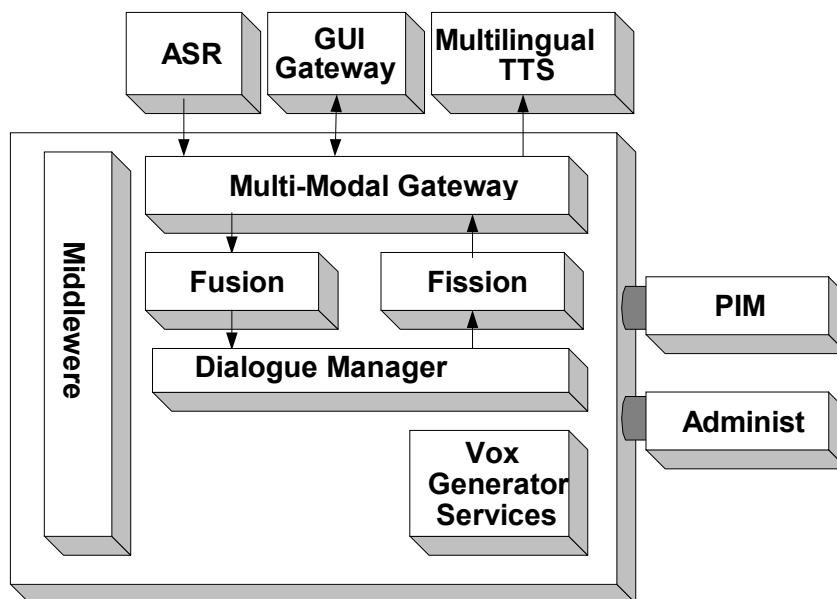 ASR
GUI
Gateway
Multilingual
TTS
Multi-Modal Gateway
Middlewere
Fusion
Fission
PIM
Dialogue Manager
Administ
Vox
Generator
Services